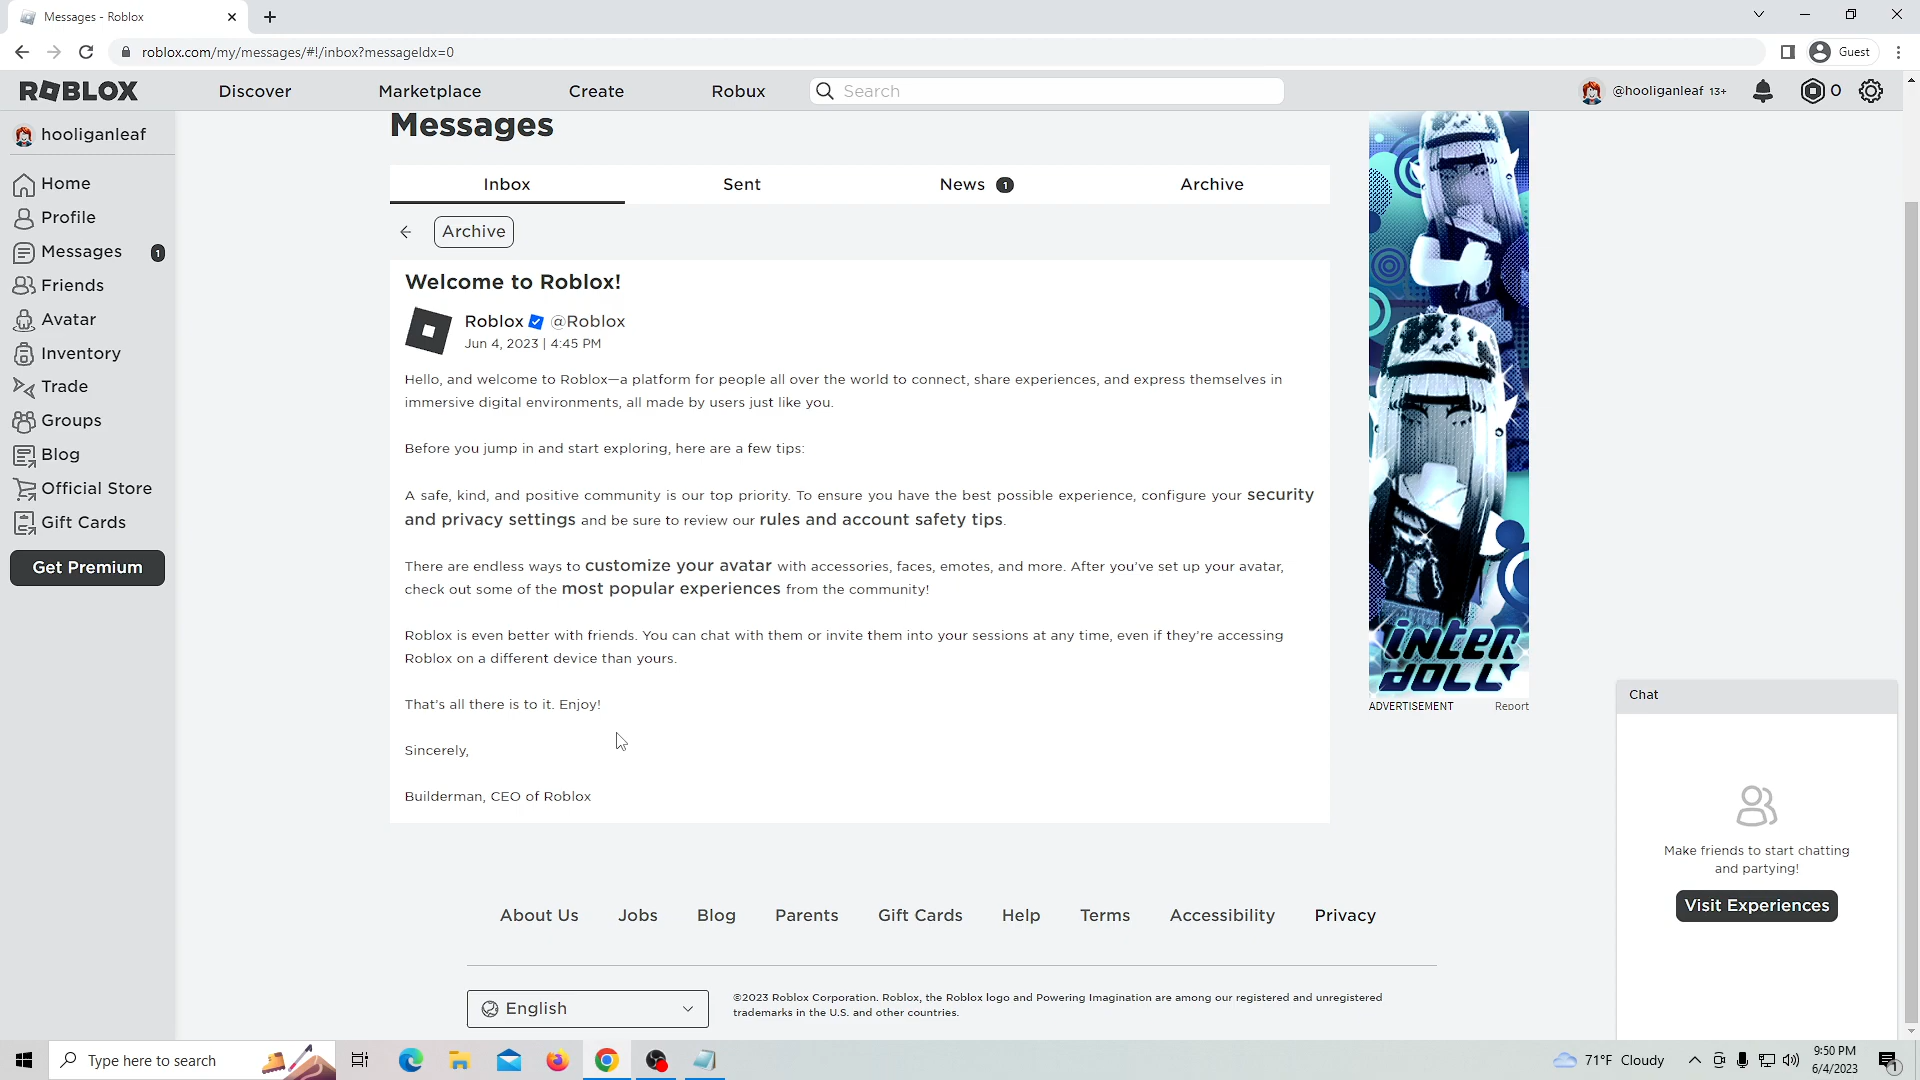 Messages - Roblox
roblox.com/my/messages/#!/inbox?messageIdx=0
Guest
ROBLOX
Discover
Marketplace
Create
Robux
Search
@hooliganleaf 13+
0
hooliganleaf
Home
Profile
Messages 1
Friends
Avatar
Inventory
Trade
Groups
Blog
Official Store
Gift Cards
Get Premium
Messages
Inbox
Sent
News 1
Archive
Archive
Welcome to Roblox!
Roblox @Roblox
Jun 4, 2023 | 4:45 PM
Hello, and welcome to Roblox—a platform for people all over the world to connect, share experiences, and express themselves in
immersive digital environments, all made by users just like you.
Before you jump in and start exploring, here are a few tips:
A safe, kind, and positive community is our top priority. To ensure you have the best possible experience, configure your security
and privacy settings and be sure to review our rules and account safety tips.
There are endless ways to customize your avatar with accessories, faces, emotes, and more. After you've set up your avatar,
check out some of the most popular experiences from the community!
Roblox is even better with friends. You can chat with them or invite them into your sessions at any time, even if they're accessing
Roblox on a different device than yours.
That's all there is to it. Enjoy!
Sincerely,
Builderman, CEO of Roblox
INTER
DOLL
ADVERTISEMENT
Report
Chat
Make friends to start chatting
and partying!
Visit Experiences
About Us
Jobs
Blog
Parents
Gift Cards
Help
Terms
Accessibility
Privacy
English
©2023 Roblox Corporation. Roblox, the Roblox logo and Powering Imagination are among our registered and unregistered
trademarks in the U.S. and other countries.
Type here to search
71°F Cloudy
9:50 PM
6/4/2023
1